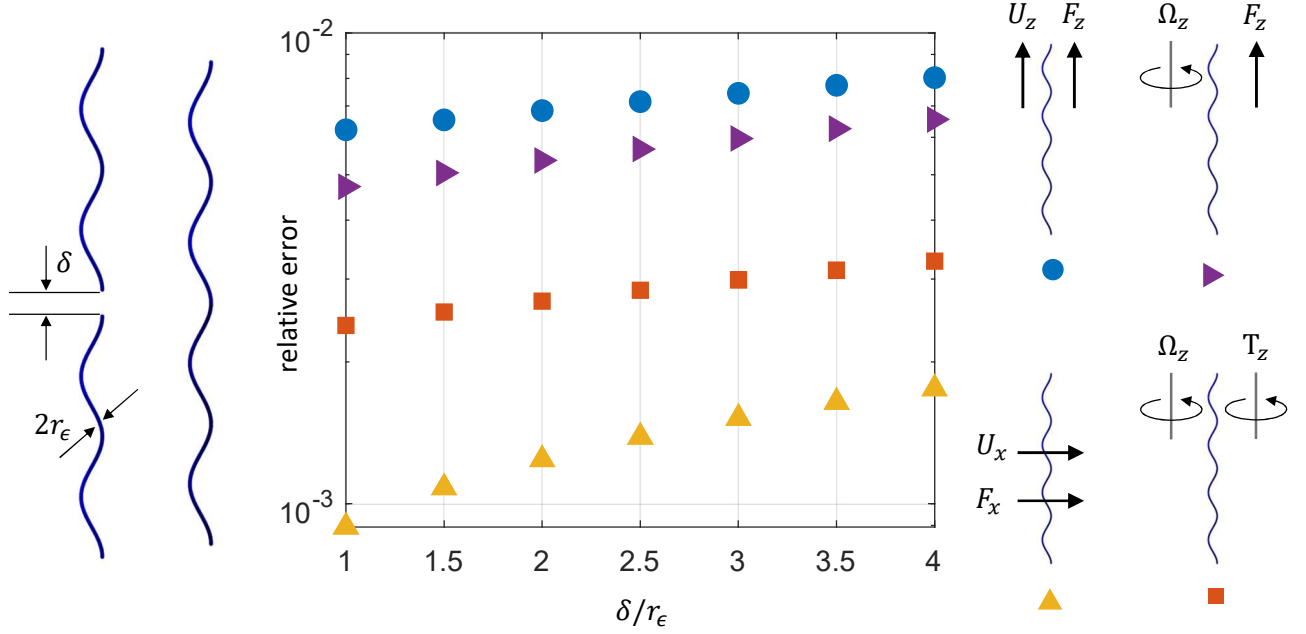 δ
2r_ϵ
relative error
10^-2
10^-3
1 1.5 2 2.5 3 3.5 4
δ/r_ϵ
U_z F_z
Ω_z F_z
U_x
F_x
Ω_z T_z